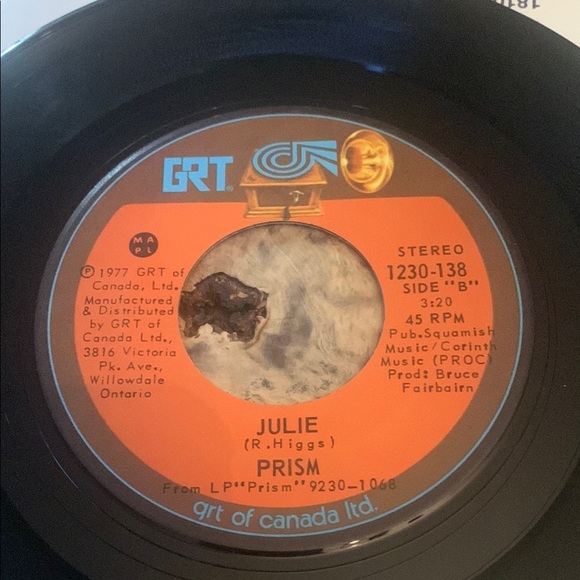 GRT®
MA
PL
℗ 1977 GRT of
Canada, Ltd.
Manufactured
& Distributed
by GRT of
Canada Ltd.,
3816 Victoria
Pk. Ave.,
Willowdale
Ontario
STEREO
1230-138
SIDE "B"
3:20
45 RPM
Pub. Squamish
Music/Corinth
Music (PROC)
Prod: Bruce
Fairbairn
JULIE
(R. Higgs)
PRISM
From LP "Prism" 9230-1068
grt of canada ltd.